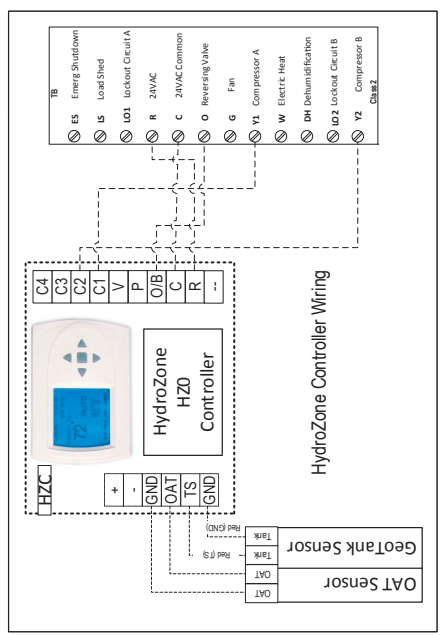 TB
ES Emerg Shutdown
LS Load Shed
LO1 Lockout Circuit A
R 24VAC
C 24VAC Common
O Reversing Valve
G Fan
Y1 Compressor A
W Electric Heat
DH Dehumidification
LO2 Lockout Circuit B
Y2 Compressor B
Class 2
C4
C3
C2
C1
V
P
O/B
C
R
--
HZC
72
HydroZone
HZ0
Controller
+
-
GND
OAT
TS
GND
Red (TS)
Red (GND)
OAT
OAT
Tank
Tank
OAT Sensor
GeoTank Sensor
HydroZone Controller Wiring